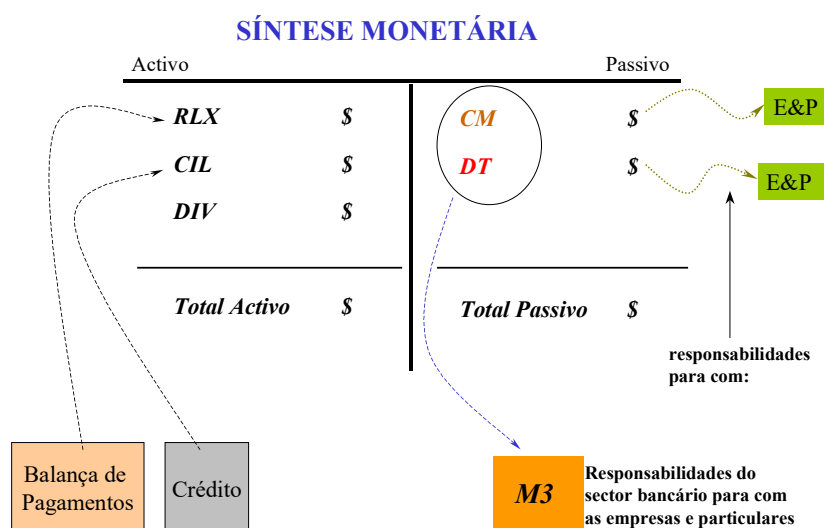 SÍNTESE MONETÁRIA
Activo Passivo
RLX $ CM $ E&P
CIL $ DT $ E&P
DIV $
Total Activo $ Total Passivo $
responsabilidades
para com:
Balança de
Pagamentos
Crédito
M3
Responsabilidades do
sector bancário para com
as empresas e particulares